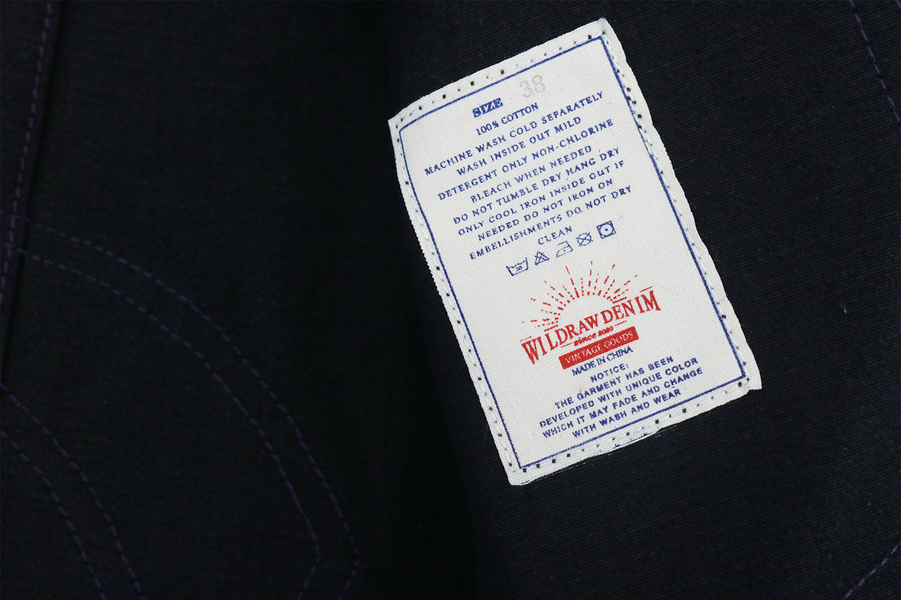 SIZE 38
100% COTTON
MACHINE WASH COLD SEPARATELY
WASH INSIDE OUT MILD
DETERGENT ONLY NON-CHLORINE
BLEACH WHEN NEEDED
DO NOT TUMBLE DRY HANG DRY
ONLY COOL IRON INSIDE OUT IF
NEEDED DO NOT IRON ON
EMBELLISHMENTS DO NOT DRY
CLEAN
WILDRAW DENIM
since 2010
VINTAGE GOODS
MADE IN CHINA
NOTICE:
THE GARMENT HAS BEEN
DEVELOPED WITH UNIQUE COLOR
WHICH IT MAY FADE AND CHANGE
WITH WASH AND WEAR